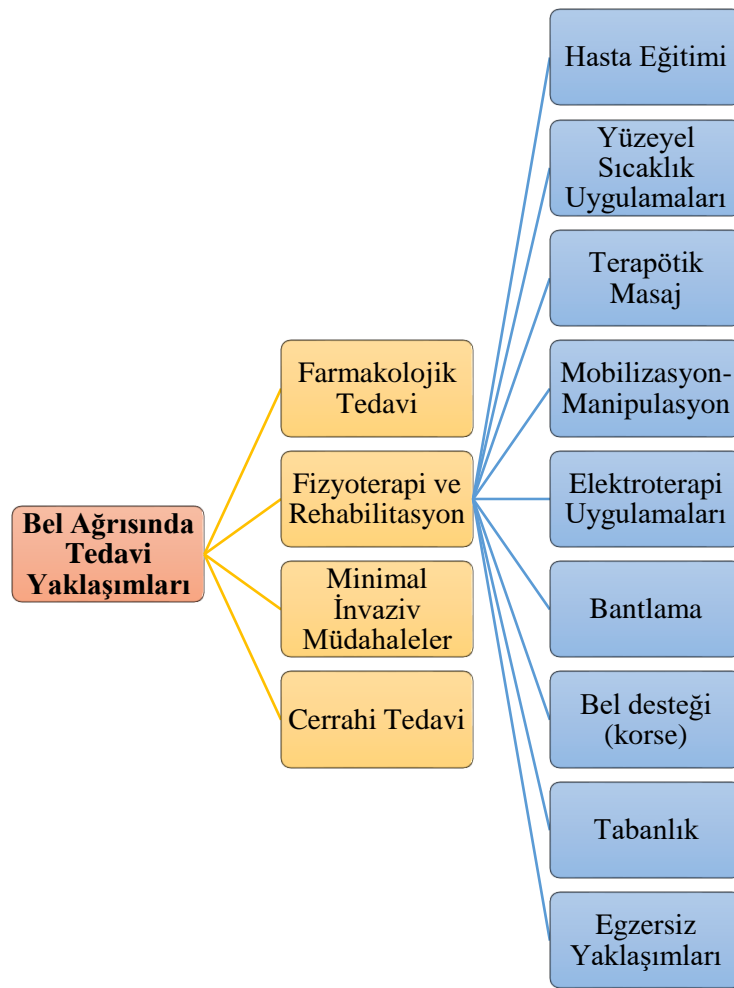 Bel Ağrısında
Tedavi
Yaklaşımları
Farmakolojik
Tedavi
Fizyoterapi ve
Rehabilitasyon
Minimal
İnvaziv
Müdahaleler
Cerrahi Tedavi
Hasta Eğitimi
Yüzeyel
Sıcaklık
Uygulamaları
Terapötik
Masaj
Mobilizasyon-
Manipulasyon
Elektroterapi
Uygulamaları
Bantlama
Bel desteği
(korse)
Tabanlık
Egzersiz
Yaklaşımları